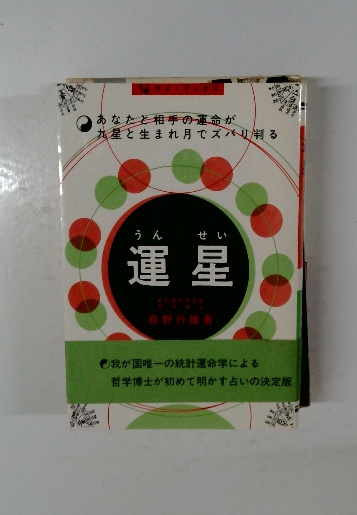 あなたと相手の運命が
九星と生まれ月でズバリ判る
うん せい
運 星
我が国唯一の統計運命学による
哲学博士が初めて明かす占いの決定版